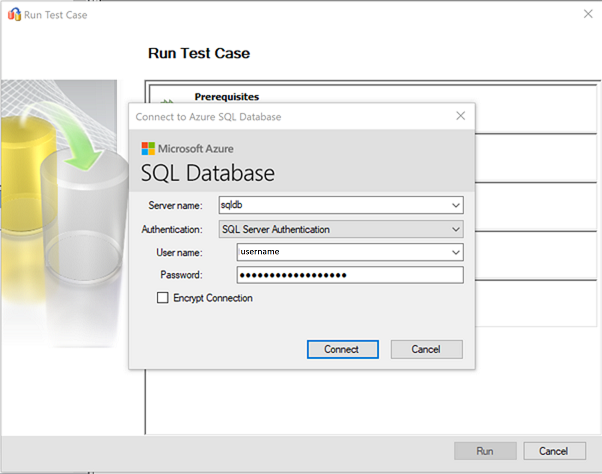 Run Test Case
Run Test Case
Prerequisites
Connect to Azure SQL Database
Microsoft Azure
SQL Database
Server name: sqldb
Authentication: SQL Server Authentication
User name: username
Password: ●●●●●●●●●●●●●●●●●●
Encrypt Connection
Connect Cancel
Run Cancel